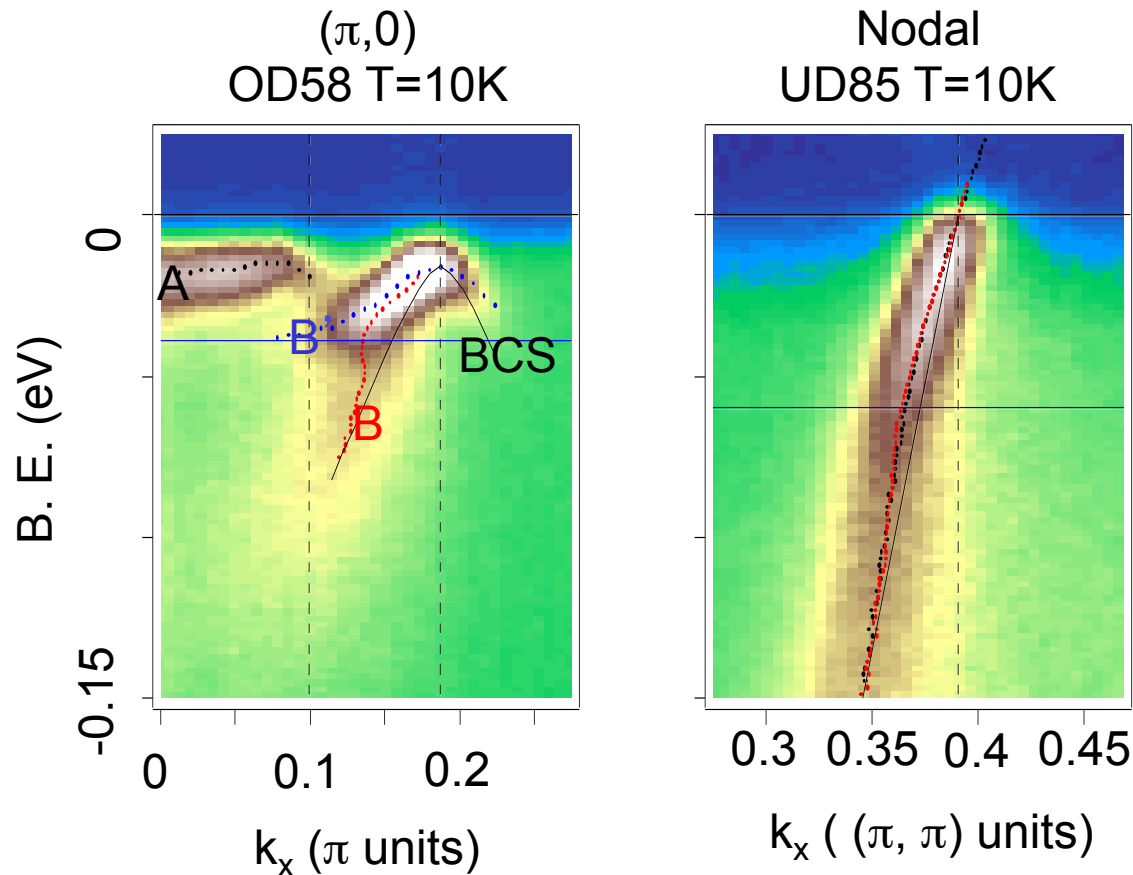 (π,0)
OD58 T=10K
Nodal
UD85 T=10K
B. E. (eV)
0
-0.15
A
B'
B
BCS
0
0.1
0.2
kx (π units)
0.3
0.35
0.4
0.45
kx ( (π, π) units)